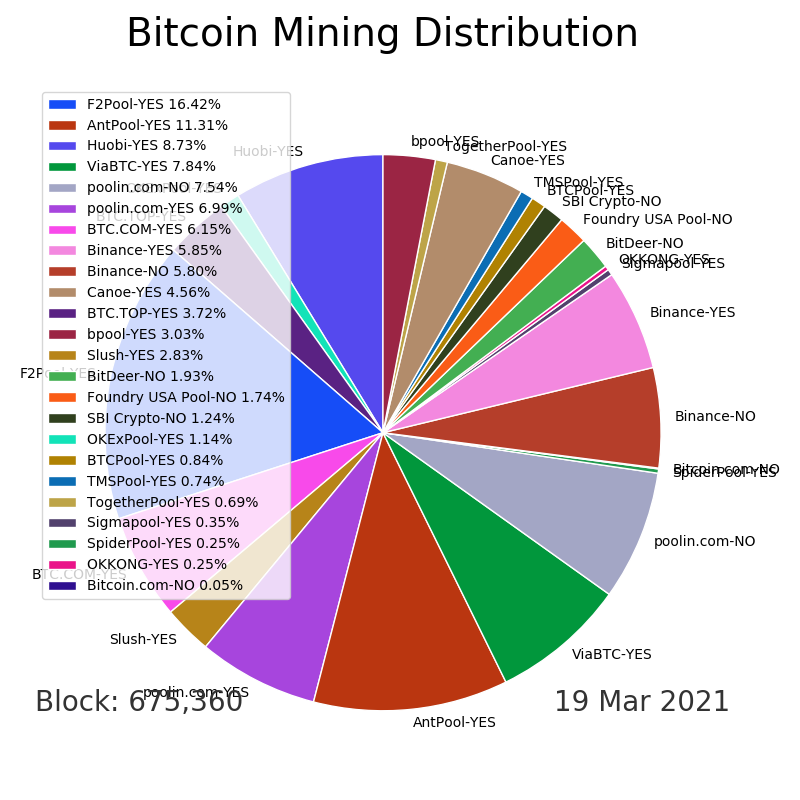 Bitcoin Mining Distribution
F2Pool-YES 16.42%
AntPool-YES 11.31%
Huobi-YES 8.73%
ViaBTC-YES 7.84%
poolin.com-NO 7.54%
poolin.com-YES 6.99%
BTC.COM-YES 6.15%
Binance-YES 5.85%
Binance-NO 5.80%
Canoe-YES 4.56%
BTC.TOP-YES 3.72%
bpool-YES 3.03%
Slush-YES 2.83%
BitDeer-NO 1.93%
Foundry USA Pool-NO 1.74%
SBI Crypto-NO 1.24%
OKExPool-YES 1.14%
BTCPool-YES 0.84%
TMSPool-YES 0.74%
TogetherPool-YES 0.69%
Sigmapool-YES 0.35%
SpiderPool-YES 0.25%
OKKONG-YES 0.25%
Bitcoin.com-NO 0.05%
bpool-YES
TogetherPool-YES
Canoe-YES
TMSPool-YES
BTCPool-YES
SBI Crypto-NO
Foundry USA Pool-NO
BitDeer-NO
OKKONG-YES
Sigmapool-YES
Binance-YES
Binance-NO
Bitcoin.com-NO
SpiderPool-YES
poolin.com-NO
ViaBTC-YES
AntPool-YES
poolin.com-YES
Slush-YES
BTC.COM-YES
F2Pool-YES
BTC.TOP-YES
Huobi-YES
Block: 675,360
19 Mar 2021